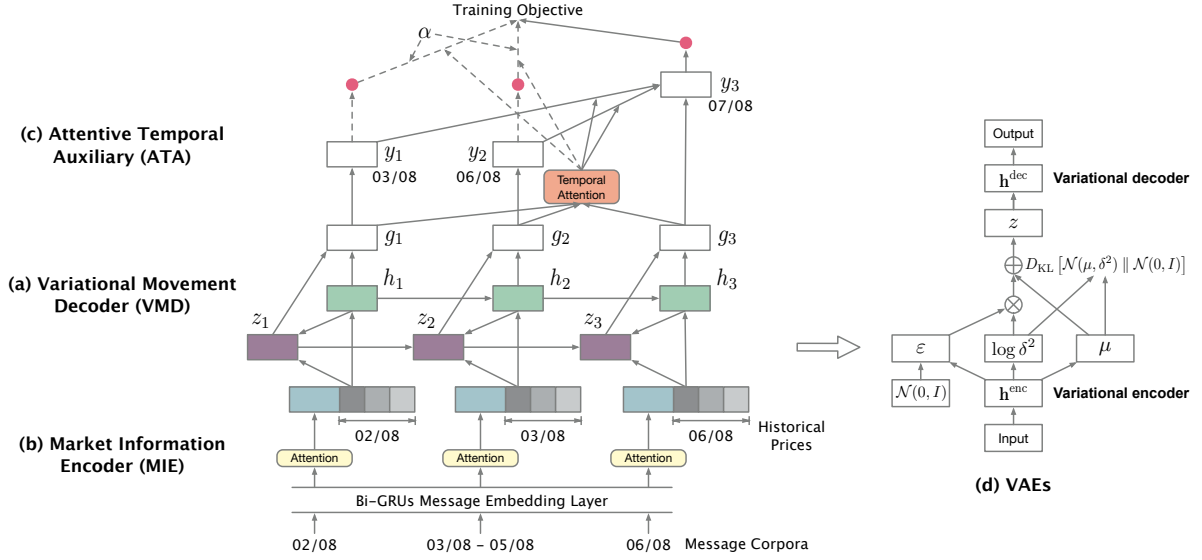 Training Objective
α
y₃
07/08
(c) Attentive Temporal
Auxiliary (ATA)
y₁
03/08
y₂
06/08
Temporal
Attention
g₁
g₂
g₃
(a) Variational Movement
Decoder (VMD)
h₁
h₂
h₃
z₁
z₂
z₃
02/08
03/08
06/08
Historical
Prices
(b) Market Information
Encoder (MIE)
Attention
Attention
Attention
Bi-GRUs Message Embedding Layer
02/08
03/08 – 05/08
06/08
Message Corpora
Output
h^dec
Variational decoder
z
D_KL [𝒩(μ, δ²) ∥ 𝒩(0, I)]
ε
log δ²
μ
𝒩(0, I)
h^enc
Variational encoder
Input
(d) VAEs